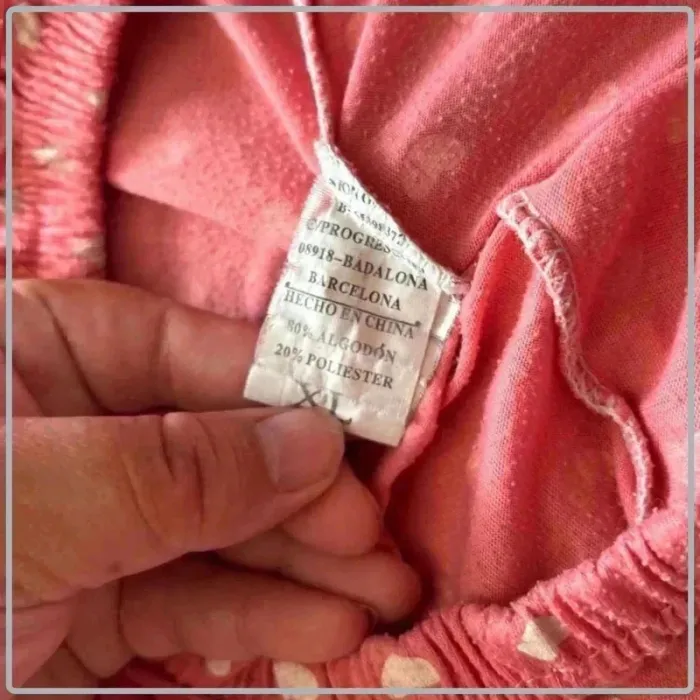 C/PROGRES
08918-BADALONA
BARCELONA
HECHO EN CHINA
80% ALGODÓN
20% POLIESTER
XL